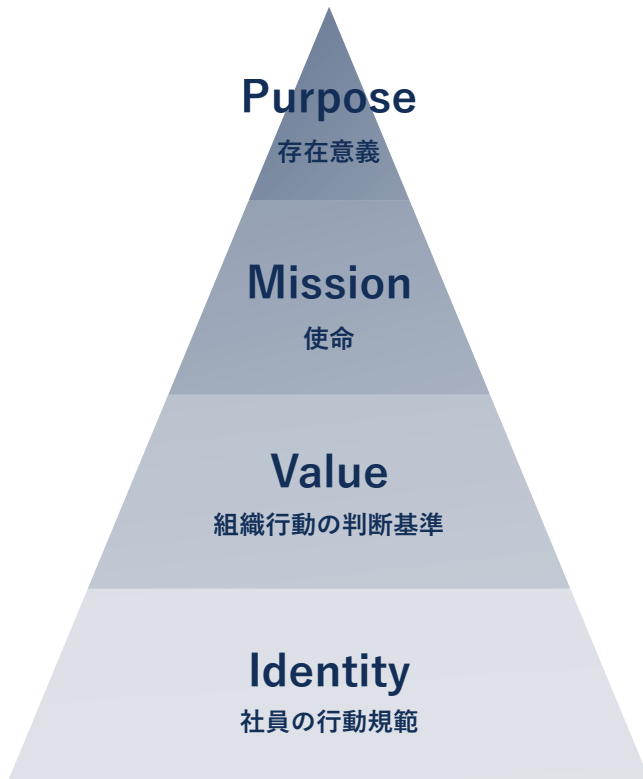 Purpose
存在意義
Mission
使命
Value
組織行動の判断基準
Identity
社員の行動規範